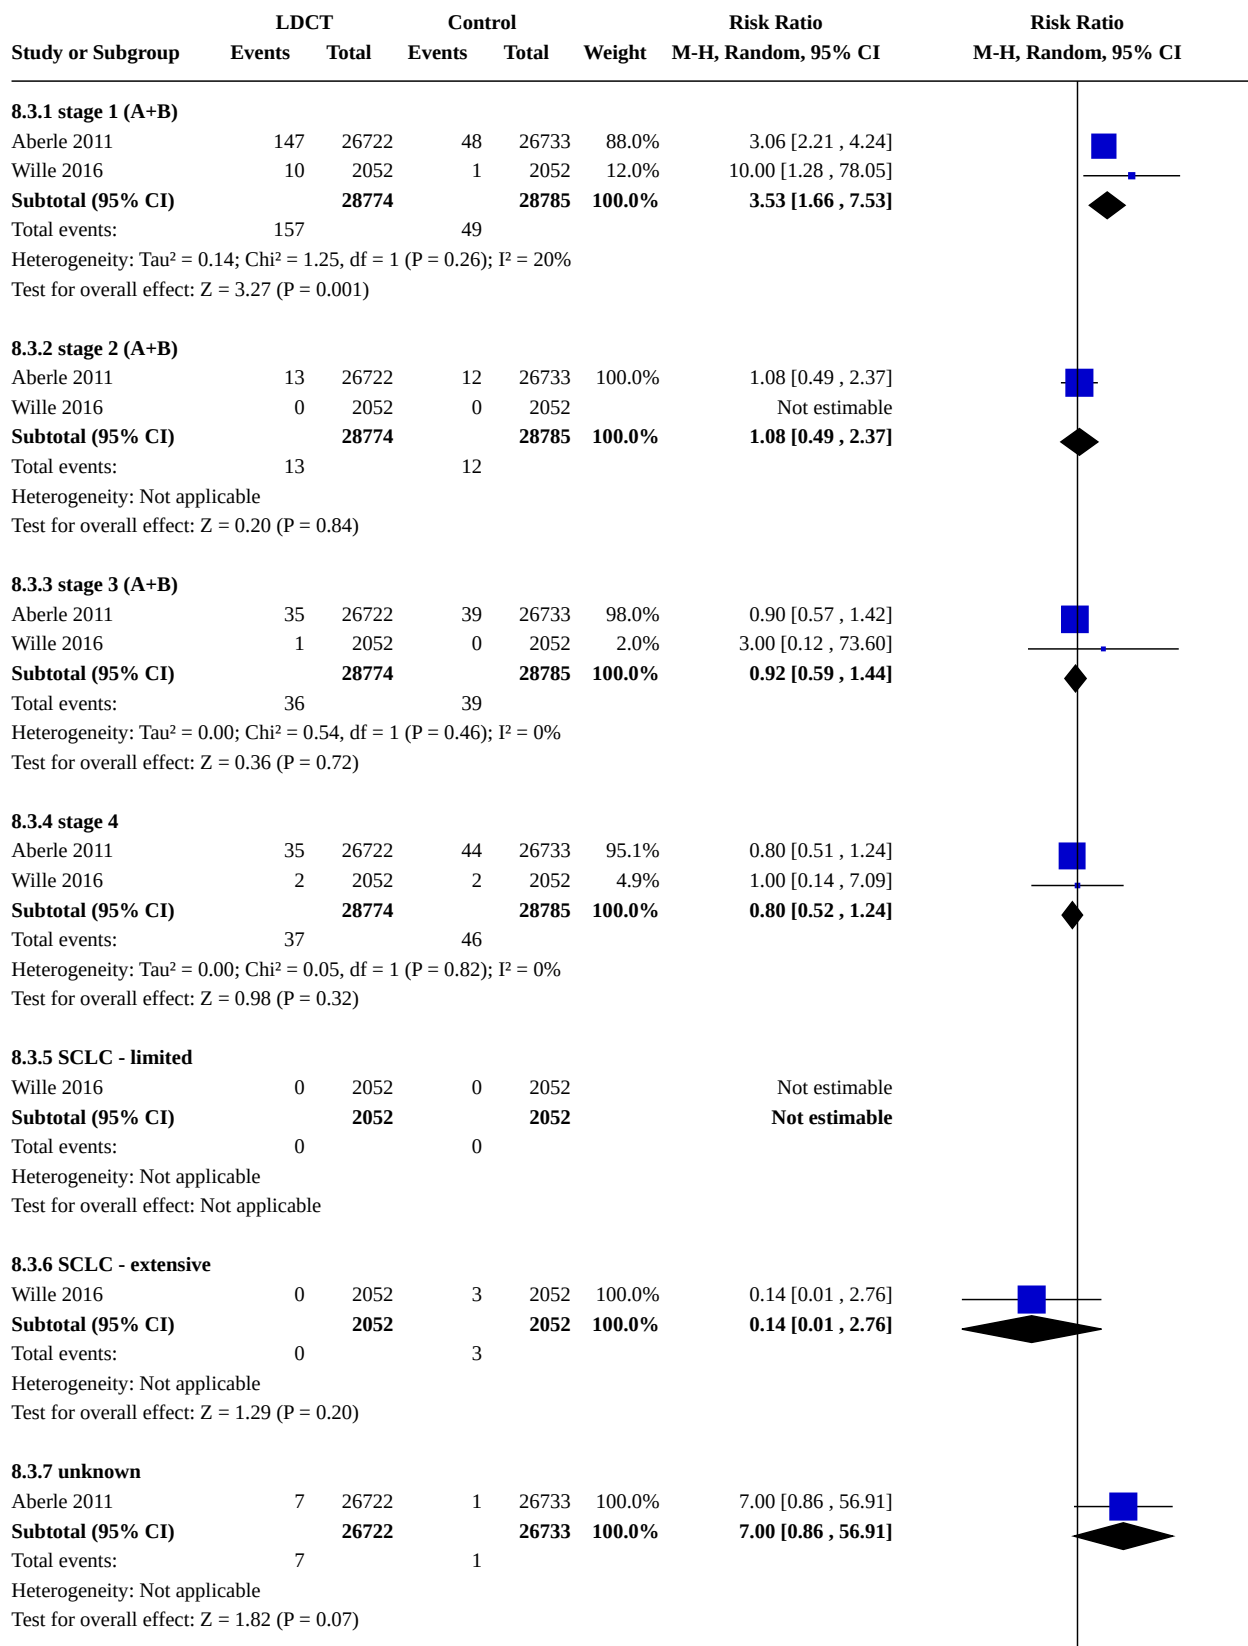 LDCT Control Risk Ratio Risk Ratio
Study or Subgroup Events Total Events Total Weight M-H, Random, 95% CI M-H, Random, 95% CI
8.3.1 stage 1 (A+B)
Aberle 2011 147 26722 48 26733 88.0% 3.06 [2.21 , 4.24]
Wille 2016 10 2052 1 2052 12.0% 10.00 [1.28 , 78.05]
Subtotal (95% CI) 28774 28785 100.0% 3.53 [1.66 , 7.53]
Total events: 157 49
Heterogeneity: Tau² = 0.14; Chi² = 1.25, df = 1 (P = 0.26); I² = 20%
Test for overall effect: Z = 3.27 (P = 0.001)
8.3.2 stage 2 (A+B)
Aberle 2011 13 26722 12 26733 100.0% 1.08 [0.49 , 2.37]
Wille 2016 0 2052 0 2052 Not estimable
Subtotal (95% CI) 28774 28785 100.0% 1.08 [0.49 , 2.37]
Total events: 13 12
Heterogeneity: Not applicable
Test for overall effect: Z = 0.20 (P = 0.84)
8.3.3 stage 3 (A+B)
Aberle 2011 35 26722 39 26733 98.0% 0.90 [0.57 , 1.42]
Wille 2016 1 2052 0 2052 2.0% 3.00 [0.12 , 73.60]
Subtotal (95% CI) 28774 28785 100.0% 0.92 [0.59 , 1.44]
Total events: 36 39
Heterogeneity: Tau² = 0.00; Chi² = 0.54, df = 1 (P = 0.46); I² = 0%
Test for overall effect: Z = 0.36 (P = 0.72)
8.3.4 stage 4
Aberle 2011 35 26722 44 26733 95.1% 0.80 [0.51 , 1.24]
Wille 2016 2 2052 2 2052 4.9% 1.00 [0.14 , 7.09]
Subtotal (95% CI) 28774 28785 100.0% 0.80 [0.52 , 1.24]
Total events: 37 46
Heterogeneity: Tau² = 0.00; Chi² = 0.05, df = 1 (P = 0.82); I² = 0%
Test for overall effect: Z = 0.98 (P = 0.32)
8.3.5 SCLC - limited
Wille 2016 0 2052 0 2052 Not estimable
Subtotal (95% CI) 2052 2052 Not estimable
Total events: 0 0
Heterogeneity: Not applicable
Test for overall effect: Not applicable
8.3.6 SCLC - extensive
Wille 2016 0 2052 3 2052 100.0% 0.14 [0.01 , 2.76]
Subtotal (95% CI) 2052 2052 100.0% 0.14 [0.01 , 2.76]
Total events: 0 3
Heterogeneity: Not applicable
Test for overall effect: Z = 1.29 (P = 0.20)
8.3.7 unknown
Aberle 2011 7 26722 1 26733 100.0% 7.00 [0.86 , 56.91]
Subtotal (95% CI) 26722 26733 100.0% 7.00 [0.86 , 56.91]
Total events: 7 1
Heterogeneity: Not applicable
Test for overall effect: Z = 1.82 (P = 0.07)